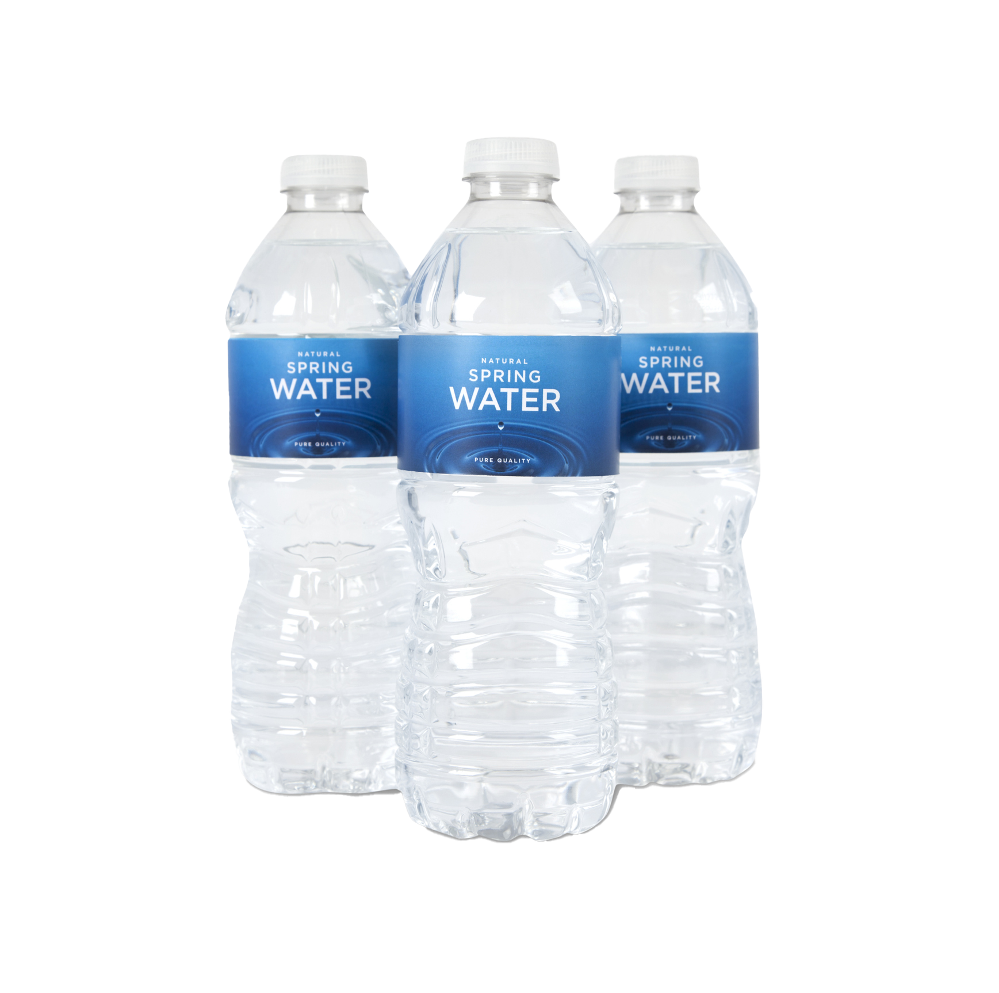 NATURAL
SPRING
WATER
PURE QUALITY
NATURAL
SPRING
WATER
PURE QUALITY
NATURAL
SPRING
WATER
PURE QUALITY